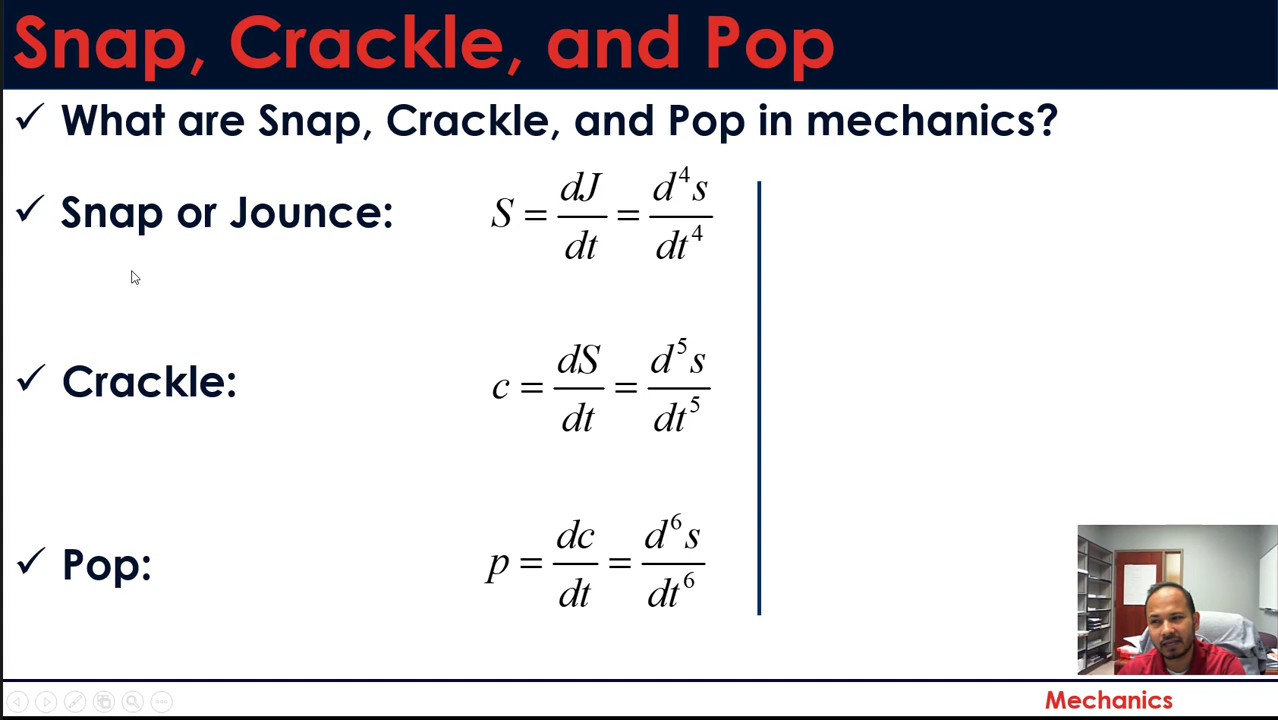 Snap, Crackle, and Pop
✓ What are Snap, Crackle, and Pop in mechanics?
✓ Snap or Jounce: S = dJ/dt = d⁴s/dt⁴
✓ Crackle: c = dS/dt = d⁵s/dt⁵
✓ Pop: p = dc/dt = d⁶s/dt⁶
Mechanics